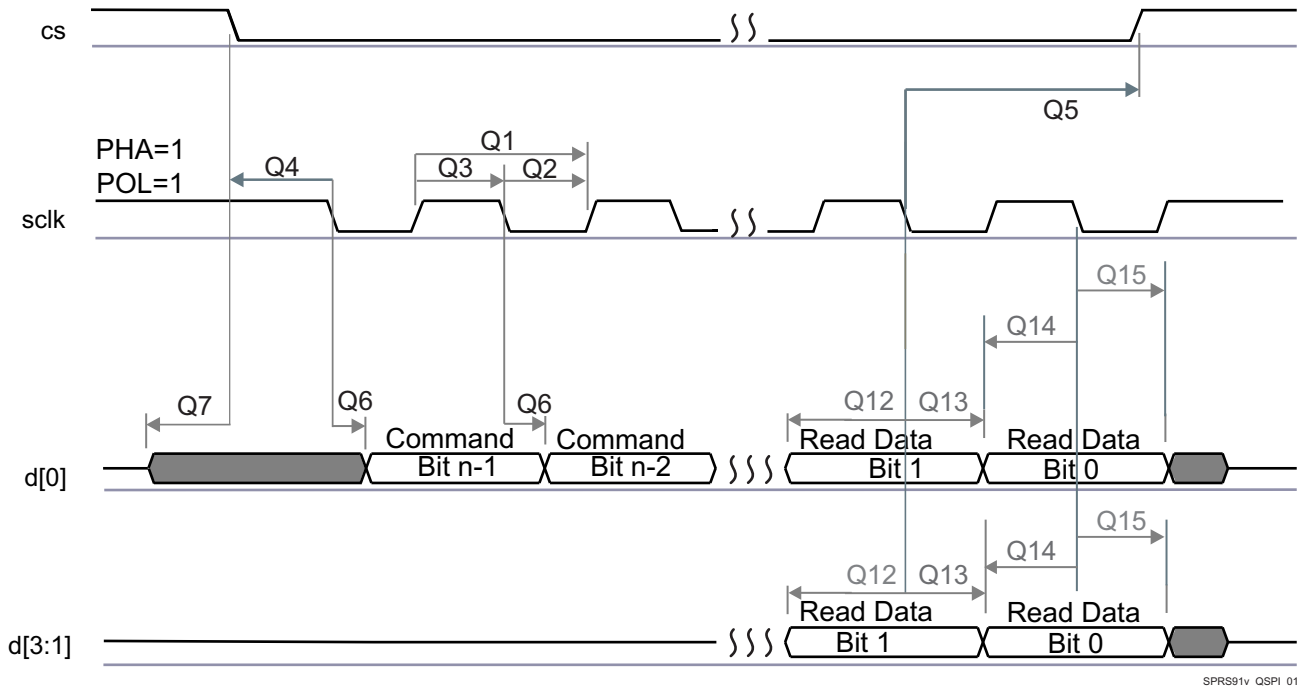 cs
Q5
PHA=1
POL=1
Q4
Q1
Q3
Q2
sclk
Q15
Q14
Q7
Q6
Q6
Q12
Q13
Command
Command
Read Data
Read Data
d[0]
Bit n-1
Bit n-2
Bit 1
Bit 0
Q15
Q14
Q12
Q13
Read Data
Read Data
d[3:1]
Bit 1
Bit 0
SPRS91v_QSPI_01